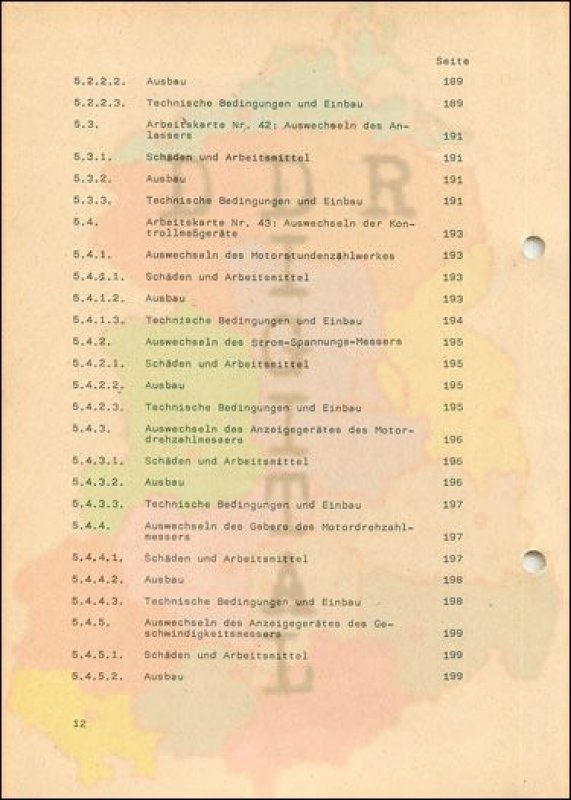 Seite
5.2.2.2. Ausbau 189
5.2.2.3. Technische Bedingungen und Einbau 189
5.3. Arbeitskarte Nr. 42: Auswechseln des An-
lassers 191
5.3.1. Schäden und Arbeitsmittel 191
5.3.2. Ausbau 191
5.3.3. Technische Bedingungen und Einbau 191
5.4. Arbeitskarte Nr. 43: Auswechseln der Kon-
trollmeßgeräte 193
5.4.1. Auswechseln des Motorstundenzählwerkes 193
5.4.1.1. Schäden und Arbeitsmittel 193
5.4.1.2. Ausbau 193
5.4.1.3. Technische Bedingungen und Einbau 194
5.4.2. Auswechseln des Strom-Spannungs-Messers 195
5.4.2.1. Schäden und Arbeitsmittel 195
5.4.2.2. Ausbau 195
5.4.2.3. Technische Bedingungen und Einbau 195
5.4.3. Auswechseln des Anzeigegerätes des Motor-
drehzahlmessers 196
5.4.3.1. Schäden und Arbeitsmittel 196
5.4.3.2. Ausbau 196
5.4.3.3. Technische Bedingungen und Einbau 197
5.4.4. Auswechseln des Gebers des Motordrehzahl-
messers 197
5.4.4.1. Schäden und Arbeitsmittel 197
5.4.4.2. Ausbau 198
5.4.4.3. Technische Bedingungen und Einbau 198
5.4.5. Auswechseln des Anzeigegerätes des Ge-
schwindigkeitsmessers 199
5.4.5.1. Schäden und Arbeitsmittel 199
5.4.5.2. Ausbau 199
12
DDR
DIGITAL